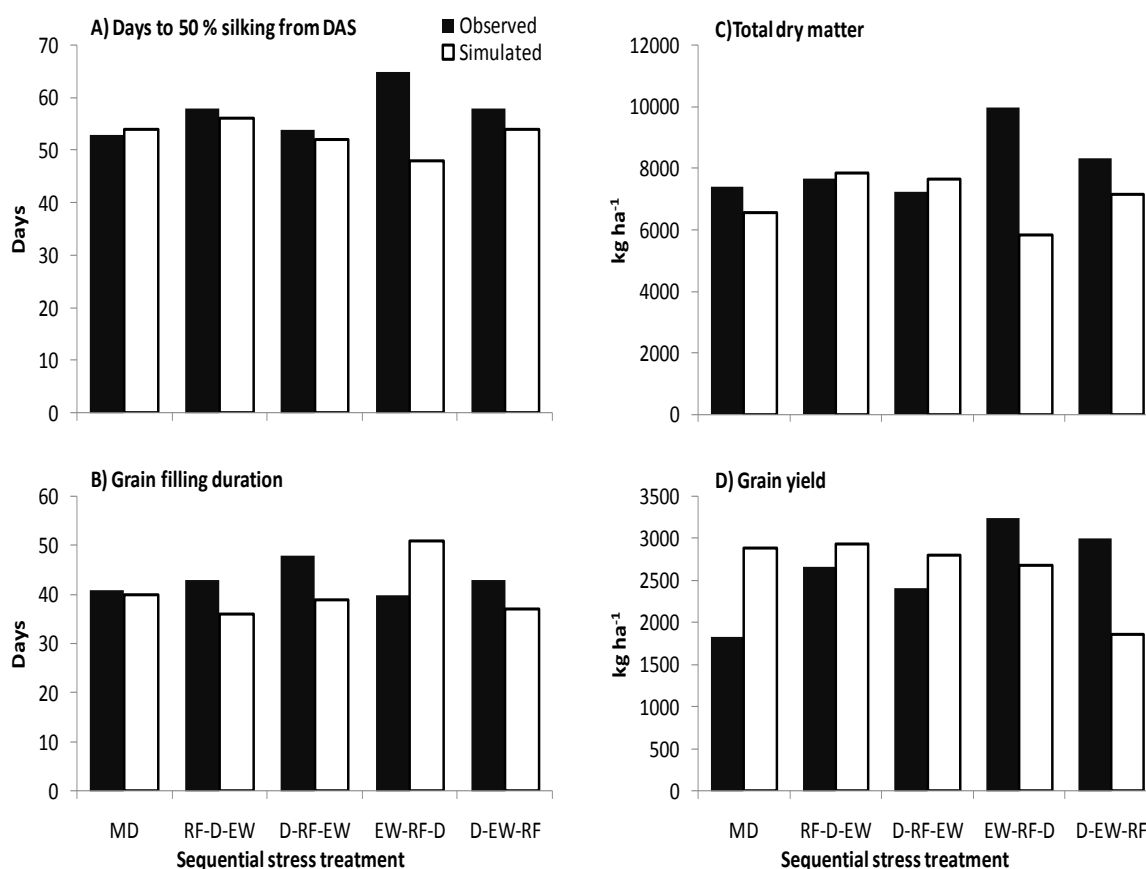 A) Days to 50 % silking from DAS
Observed
Simulated
70
60
50
40
30
20
10
0
Days
C)Total dry matter
12000
10000
8000
6000
4000
2000
0
kg ha⁻¹
B) Grain filling duration
60
50
40
30
20
10
0
Days
MD RF-D-EW D-RF-EW EW-RF-D D-EW-RF
Sequential stress treatment
D) Grain yield
3500
3000
2500
2000
1500
1000
500
0
kg ha⁻¹
MD RF-D-EW D-RF-EW EW-RF-D D-EW-RF
Sequential stress treatment